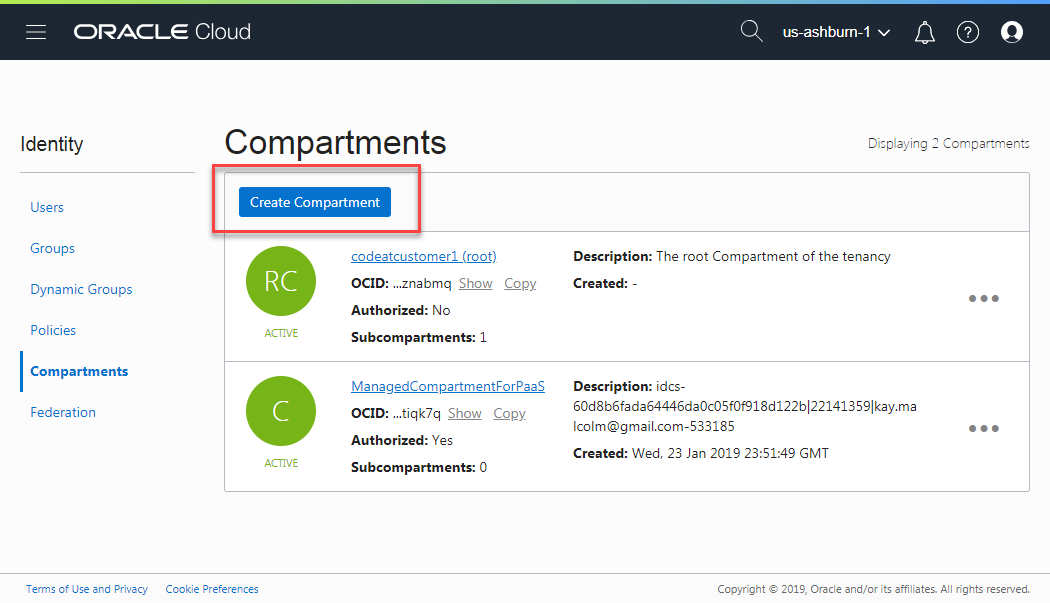 ORACLE Cloud
us-ashburn-1
Identity
Users
Groups
Dynamic Groups
Policies
Compartments
Federation
Compartments
Displaying 2 Compartments
Create Compartment
RC
ACTIVE
codeatcustomer1 (root)
OCID: ...znabmq Show Copy
Authorized: No
Subcompartments: 1
Description: The root Compartment of the tenancy
Created: -
C
ACTIVE
ManagedCompartmentForPaaS
OCID: ...tiqk7q Show Copy
Authorized: Yes
Subcompartments: 0
Description: idcs-
60d8b6fada64446da0c05f0f918d122b|22141359|kay.ma
lcolm@gmail.com-533185
Created: Wed, 23 Jan 2019 23:51:49 GMT
Terms of Use and Privacy Cookie Preferences
Copyright © 2019, Oracle and/or its affiliates. All rights reserved.